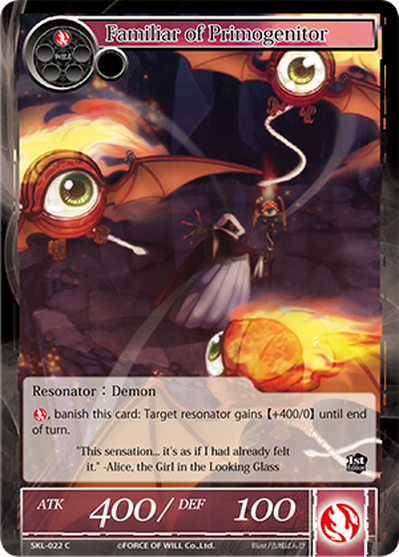 Familiar of Primogenitor
WILL
Resonator : Demon
, banish this card: Target resonator gains 【+400/0】 until end
of turn.
"This sensation... it's as if I had already felt
it." -Alice, the Girl in the Looking Glass
1st
Edition
ATK 400/ DEF 100
SKL-022 C ©FORCE OF WILL Co.,Ltd. Illust/